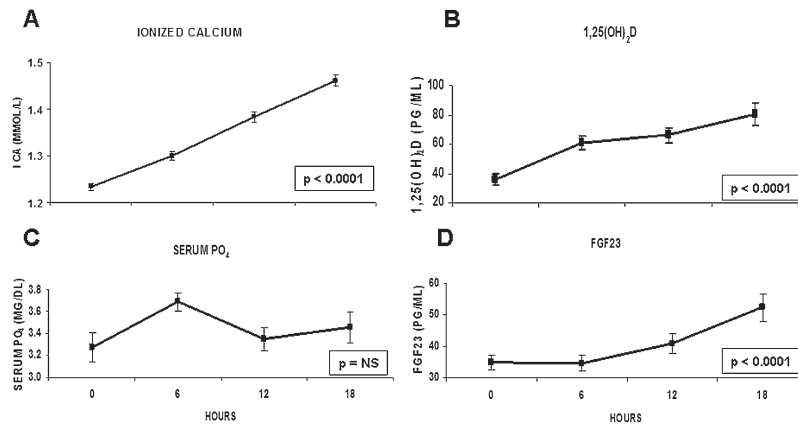 A
IONIZED CALCIUM
1.5
1.4
1.3
1.2
I CA (MMOL/L)
p < 0.0001
B
1,25(OH)₂D
100
80
60
40
20
1,25(OH)₂D (PG/ML)
p < 0.0001
C
SERUM PO₄
3.8
3.6
3.4
3.2
3.0
SERUM PO₄ (MG/DL)
p = NS
0 6 12 18
HOURS
D
FGF23
60
50
40
30
FGF23 (PG/ML)
p < 0.0001
0 6 12 18
HOURS